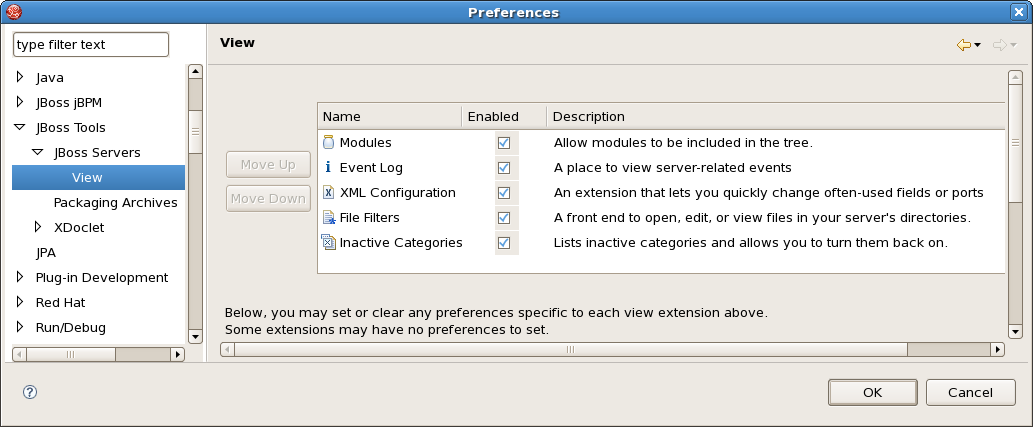 Preferences
type filter text
Java
JBoss jBPM
JBoss Tools
JBoss Servers
View
Packaging Archives
XDoclet
JPA
Plug-in Development
Red Hat
Run/Debug
View
Move Up
Move Down
Name Enabled Description
Modules Allow modules to be included in the tree.
Event Log A place to view server-related events
XML Configuration An extension that lets you quickly change often-used fields or ports
File Filters A front end to open, edit, or view files in your server's directories.
Inactive Categories Lists inactive categories and allows you to turn them back on.
Below, you may set or clear any preferences specific to each view extension above.
Some extensions may have no preferences to set.
OK Cancel